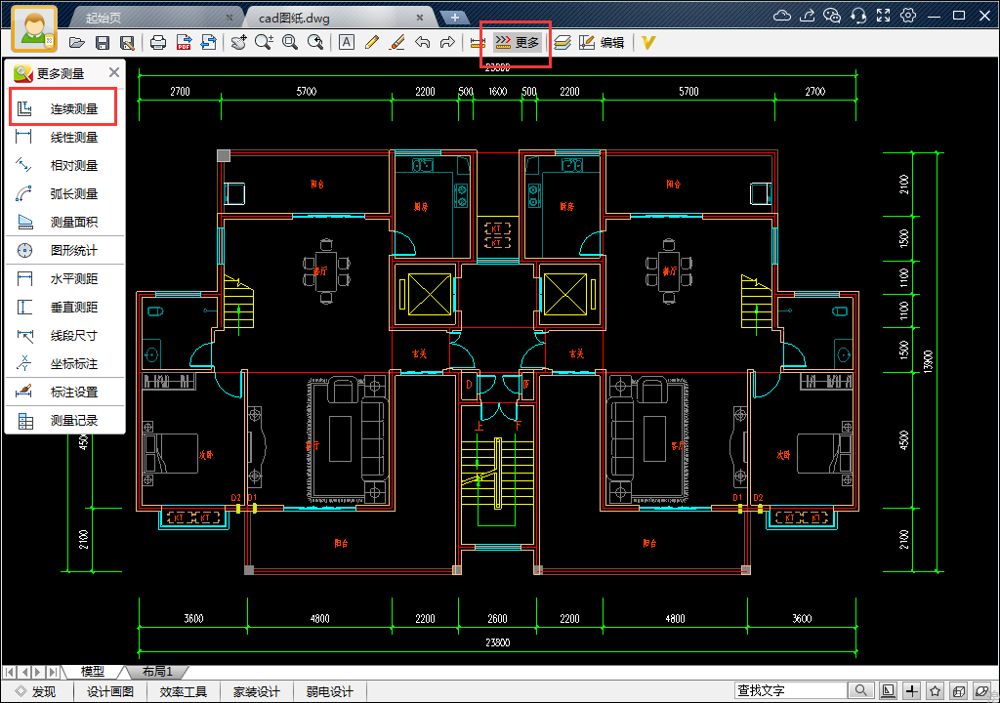 起始页
cad图纸.dwg
更多
编辑
更多测量
连续测量
线性测量
相对测量
弧长测量
测量面积
图形统计
水平测距
垂直测距
线段尺寸
坐标标注
标注设置
测量记录
23800
2700 5700 2200 500 1600 500 2200 5700 2700
阳台 厨房 厨房 阳台
KT
KT
餐厅 餐厅
玄关 玄关
D
上 下
客厅 客厅
次卧 次卧
D2 D1 D1 D2
KT KT KT KT
阳台 阳台
2100
1500
1100
1100
1500
4500
2100
13900
4500
2100
3600 4800 2200 2600 2200 4800 3600
23800
模型 布局1
发现 设计画图 效率工具 家装设计 弱电设计 查找文字